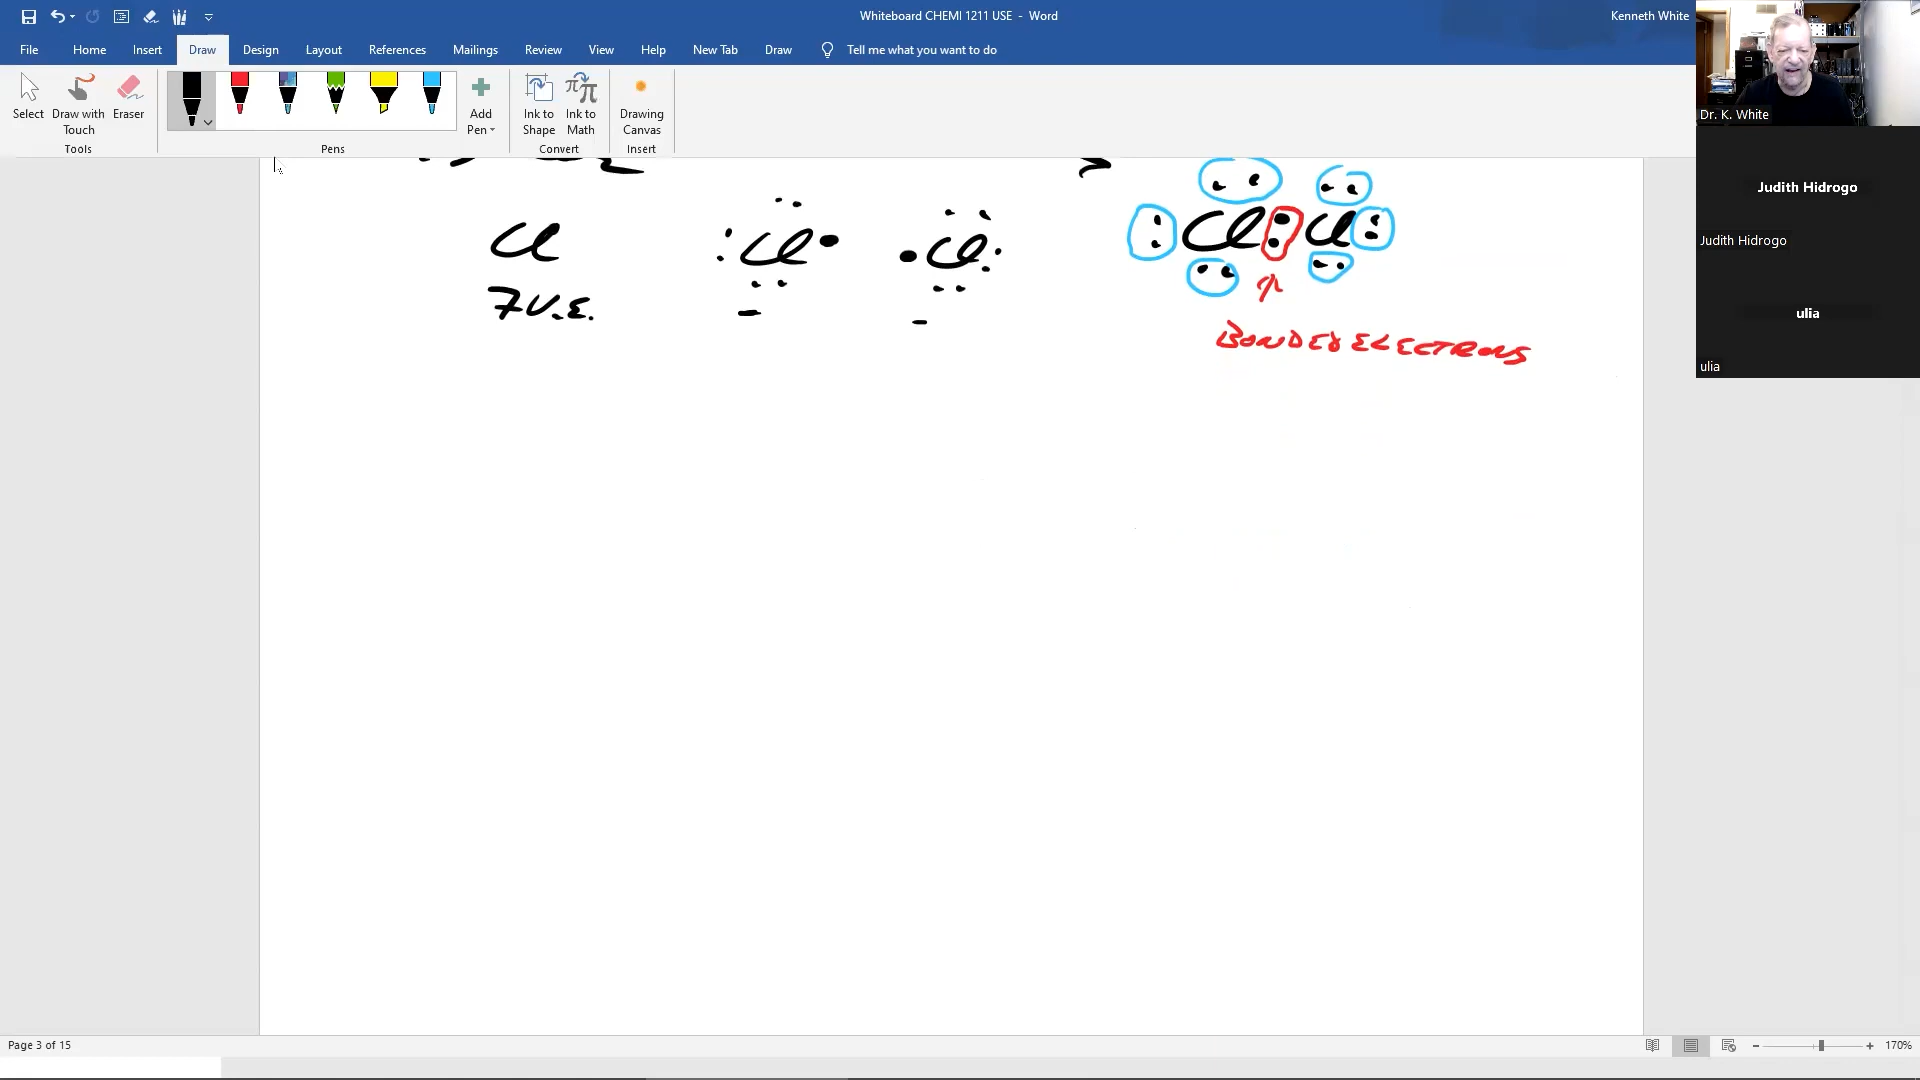 Whiteboard CHEMI 1211 USE - Word
Kenneth White
File Home Insert Draw Design Layout References Mailings Review View Help New Tab Draw Tell me what you want to do
Select Draw with Touch Eraser Add Pen Ink to Shape Ink to Math Drawing Canvas
Tools Pens Convert Insert
Dr. K. White
Judith Hidrogo
Judith Hidrogo
ulia
ulia
Cl Cl Cl Cl Cl
7 V.E.
BONDED ELECTRONS
Page 3 of 15
170%